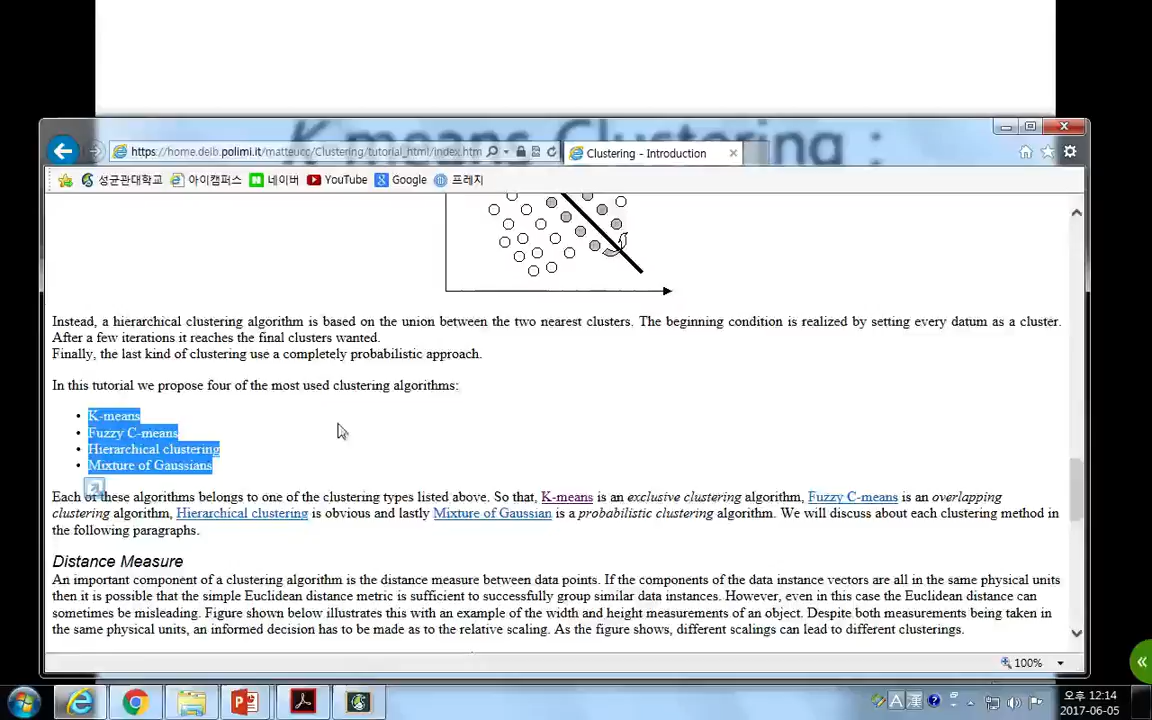 K-means Clustering :
https://home.deib.polimi.it/matteucc/Clustering/tutorial_html/index.htm
Clustering - Introduction
성균관대학교 아이캠퍼스 네이버 YouTube Google 프레지
Instead, a hierarchical clustering algorithm is based on the union between the two nearest clusters. The beginning condition is realized by setting every datum as a cluster.
After a few iterations it reaches the final clusters wanted.
Finally, the last kind of clustering use a completely probabilistic approach.
In this tutorial we propose four of the most used clustering algorithms:
• K-means
• Fuzzy C-means
• Hierarchical clustering
• Mixture of Gaussians
Each of these algorithms belongs to one of the clustering types listed above. So that, K-means is an exclusive clustering algorithm, Fuzzy C-means is an overlapping
clustering algorithm, Hierarchical clustering is obvious and lastly Mixture of Gaussian is a probabilistic clustering algorithm. We will discuss about each clustering method in
the following paragraphs.
Distance Measure
An important component of a clustering algorithm is the distance measure between data points. If the components of the data instance vectors are all in the same physical units
then it is possible that the simple Euclidean distance metric is sufficient to successfully group similar data instances. However, even in this case the Euclidean distance can
sometimes be misleading. Figure shown below illustrates this with an example of the width and height measurements of an object. Despite both measurements being taken in
the same physical units, an informed decision has to be made as to the relative scaling. As the figure shows, different scalings can lead to different clusterings.
100%
A 漢
오후 12:14
2017-06-05